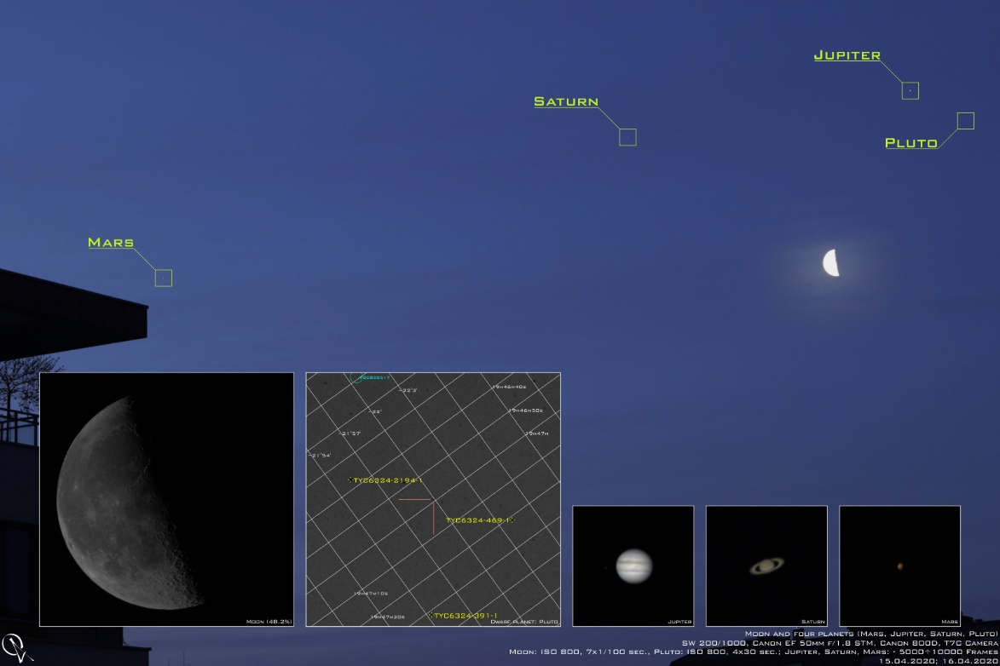 Jupiter
Saturn
Pluto
Mars
-22°3'
19h46m40s
-22°
19h46m50s
-21°57'
19h47m
-21°54'
TYC6324-2194-1
TYC6324-469-1
19h47m10s
19h47m20s
TYC6324-391-1
Moon (48.2%)
Dwarf planet: Pluto
Jupiter
Saturn
Mars
Moon and four planets (Mars, Jupiter, Saturn, Pluto)
SW 200/1000, Canon EF 50mm f/1.8 STM, Canon 800D, T7C Camera
Moon: ISO 800, 7x1/100 sec., Pluto: ISO 800, 4x30 sec.; Jupiter, Saturn, Mars: - 5000÷10000 Frames
15.04.2020; 16.04.2020